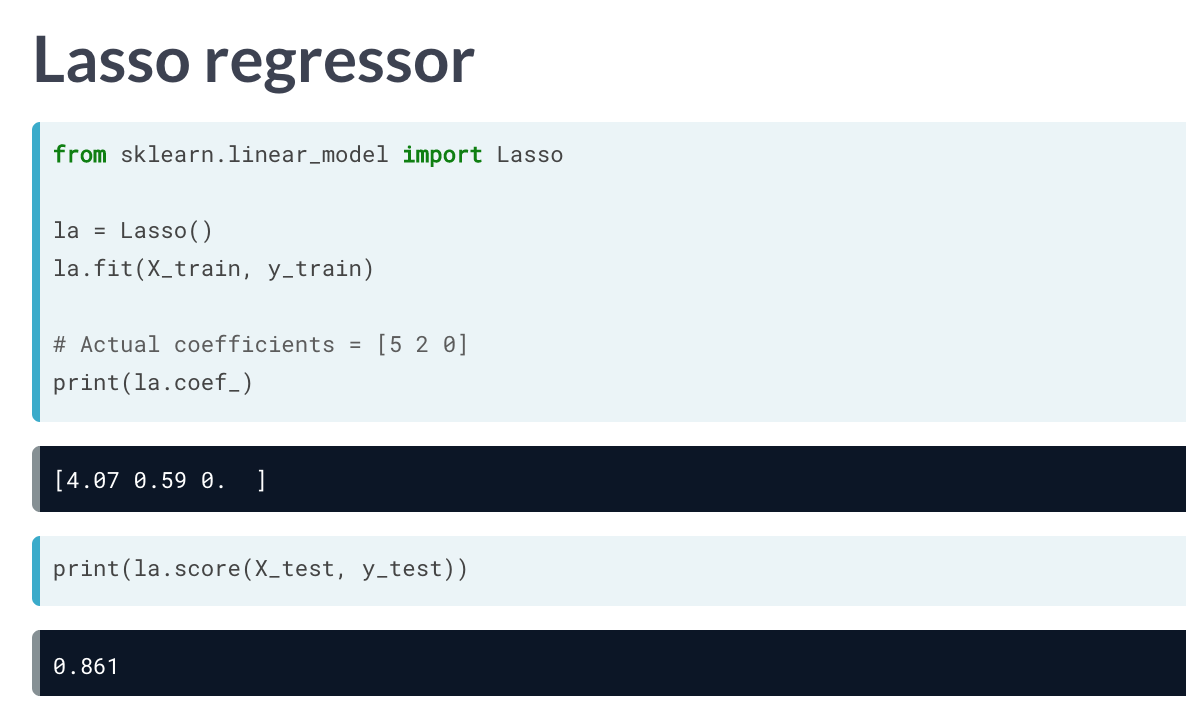 Lasso regressor
from sklearn.linear_model import Lasso
la = Lasso()
la.fit(X_train, y_train)
# Actual coefficients = [5 2 0]
print(la.coef_)
[4.07 0.59 0.  ]
print(la.score(X_test, y_test))
0.861